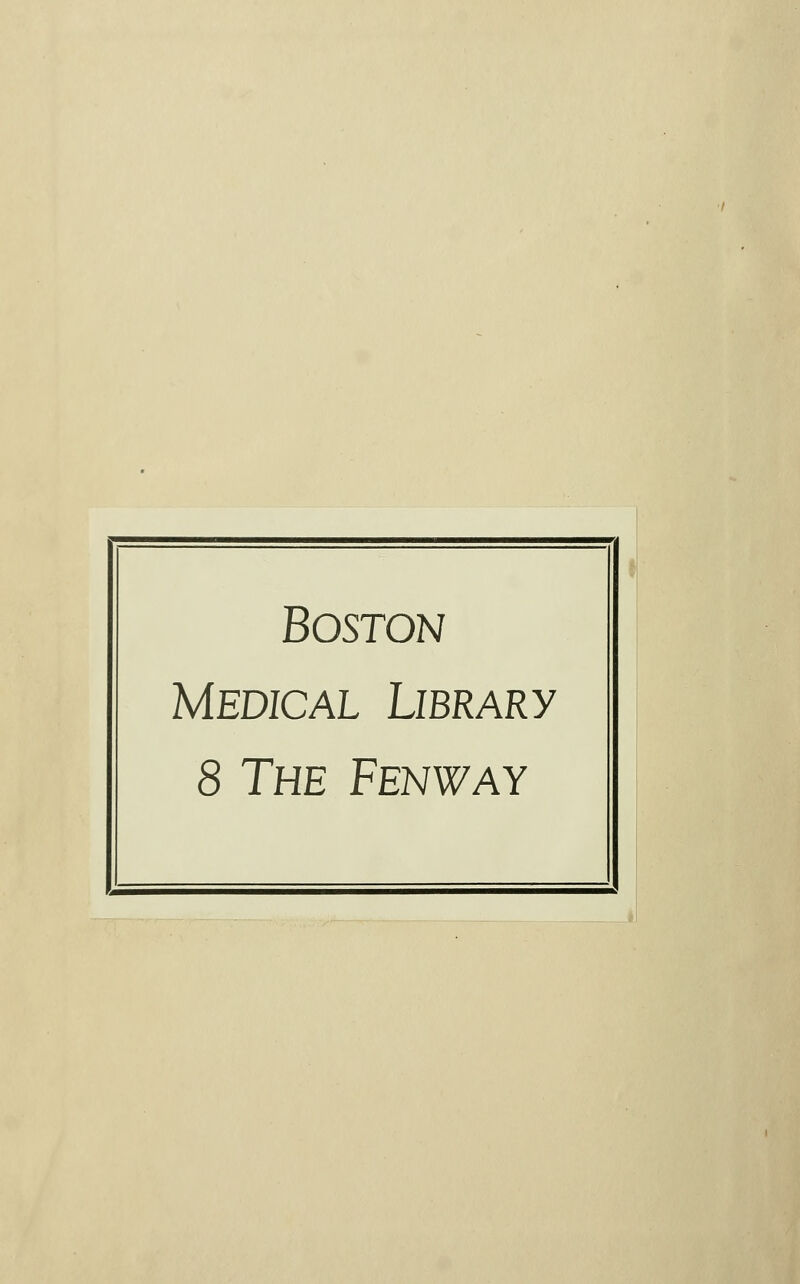 BOSTON
MEDICAL LIBRARY
8 THE FENWAY